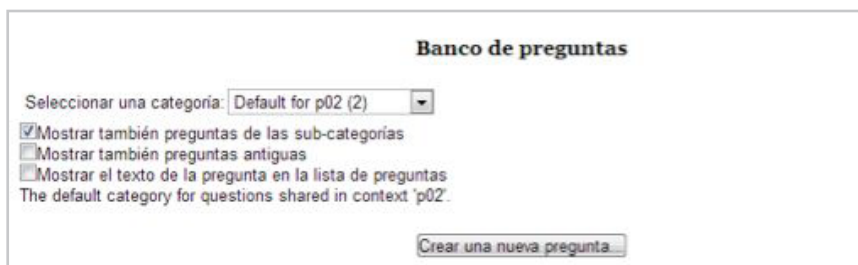 Banco de preguntas
Seleccionar una categoría: Default for p02 (2)
Mostrar también preguntas de las sub-categorías
Mostrar también preguntas antiguas
Mostrar el texto de la pregunta en la lista de preguntas
The default category for questions shared in context 'p02'.
Crear una nueva pregunta...